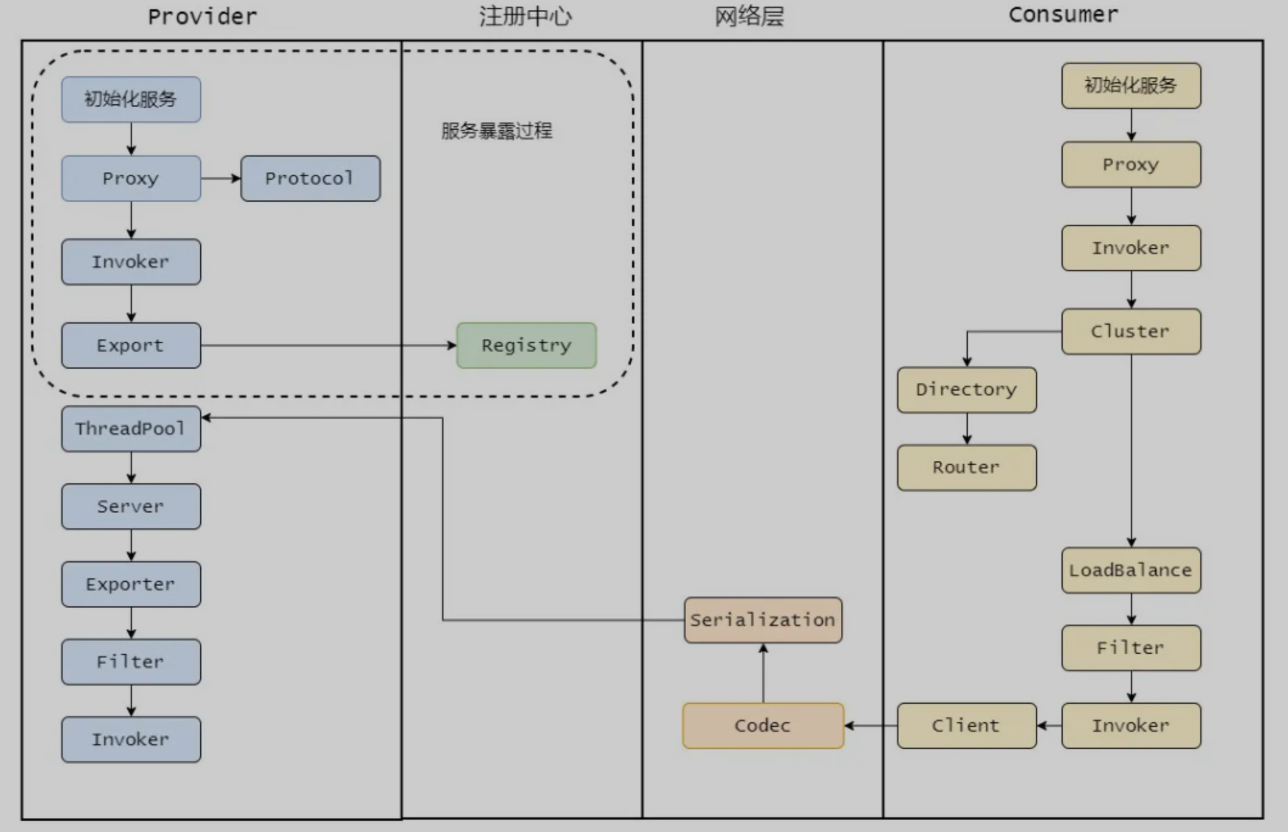 Provider
注册中心
网络层
Consumer
初始化服务
Proxy
Protocol
Invoker
Export
服务暴露过程
Registry
ThreadPool
Server
Exporter
Filter
Invoker
Serialization
Codec
初始化服务
Proxy
Invoker
Cluster
Directory
Router
LoadBalance
Filter
Invoker
Client